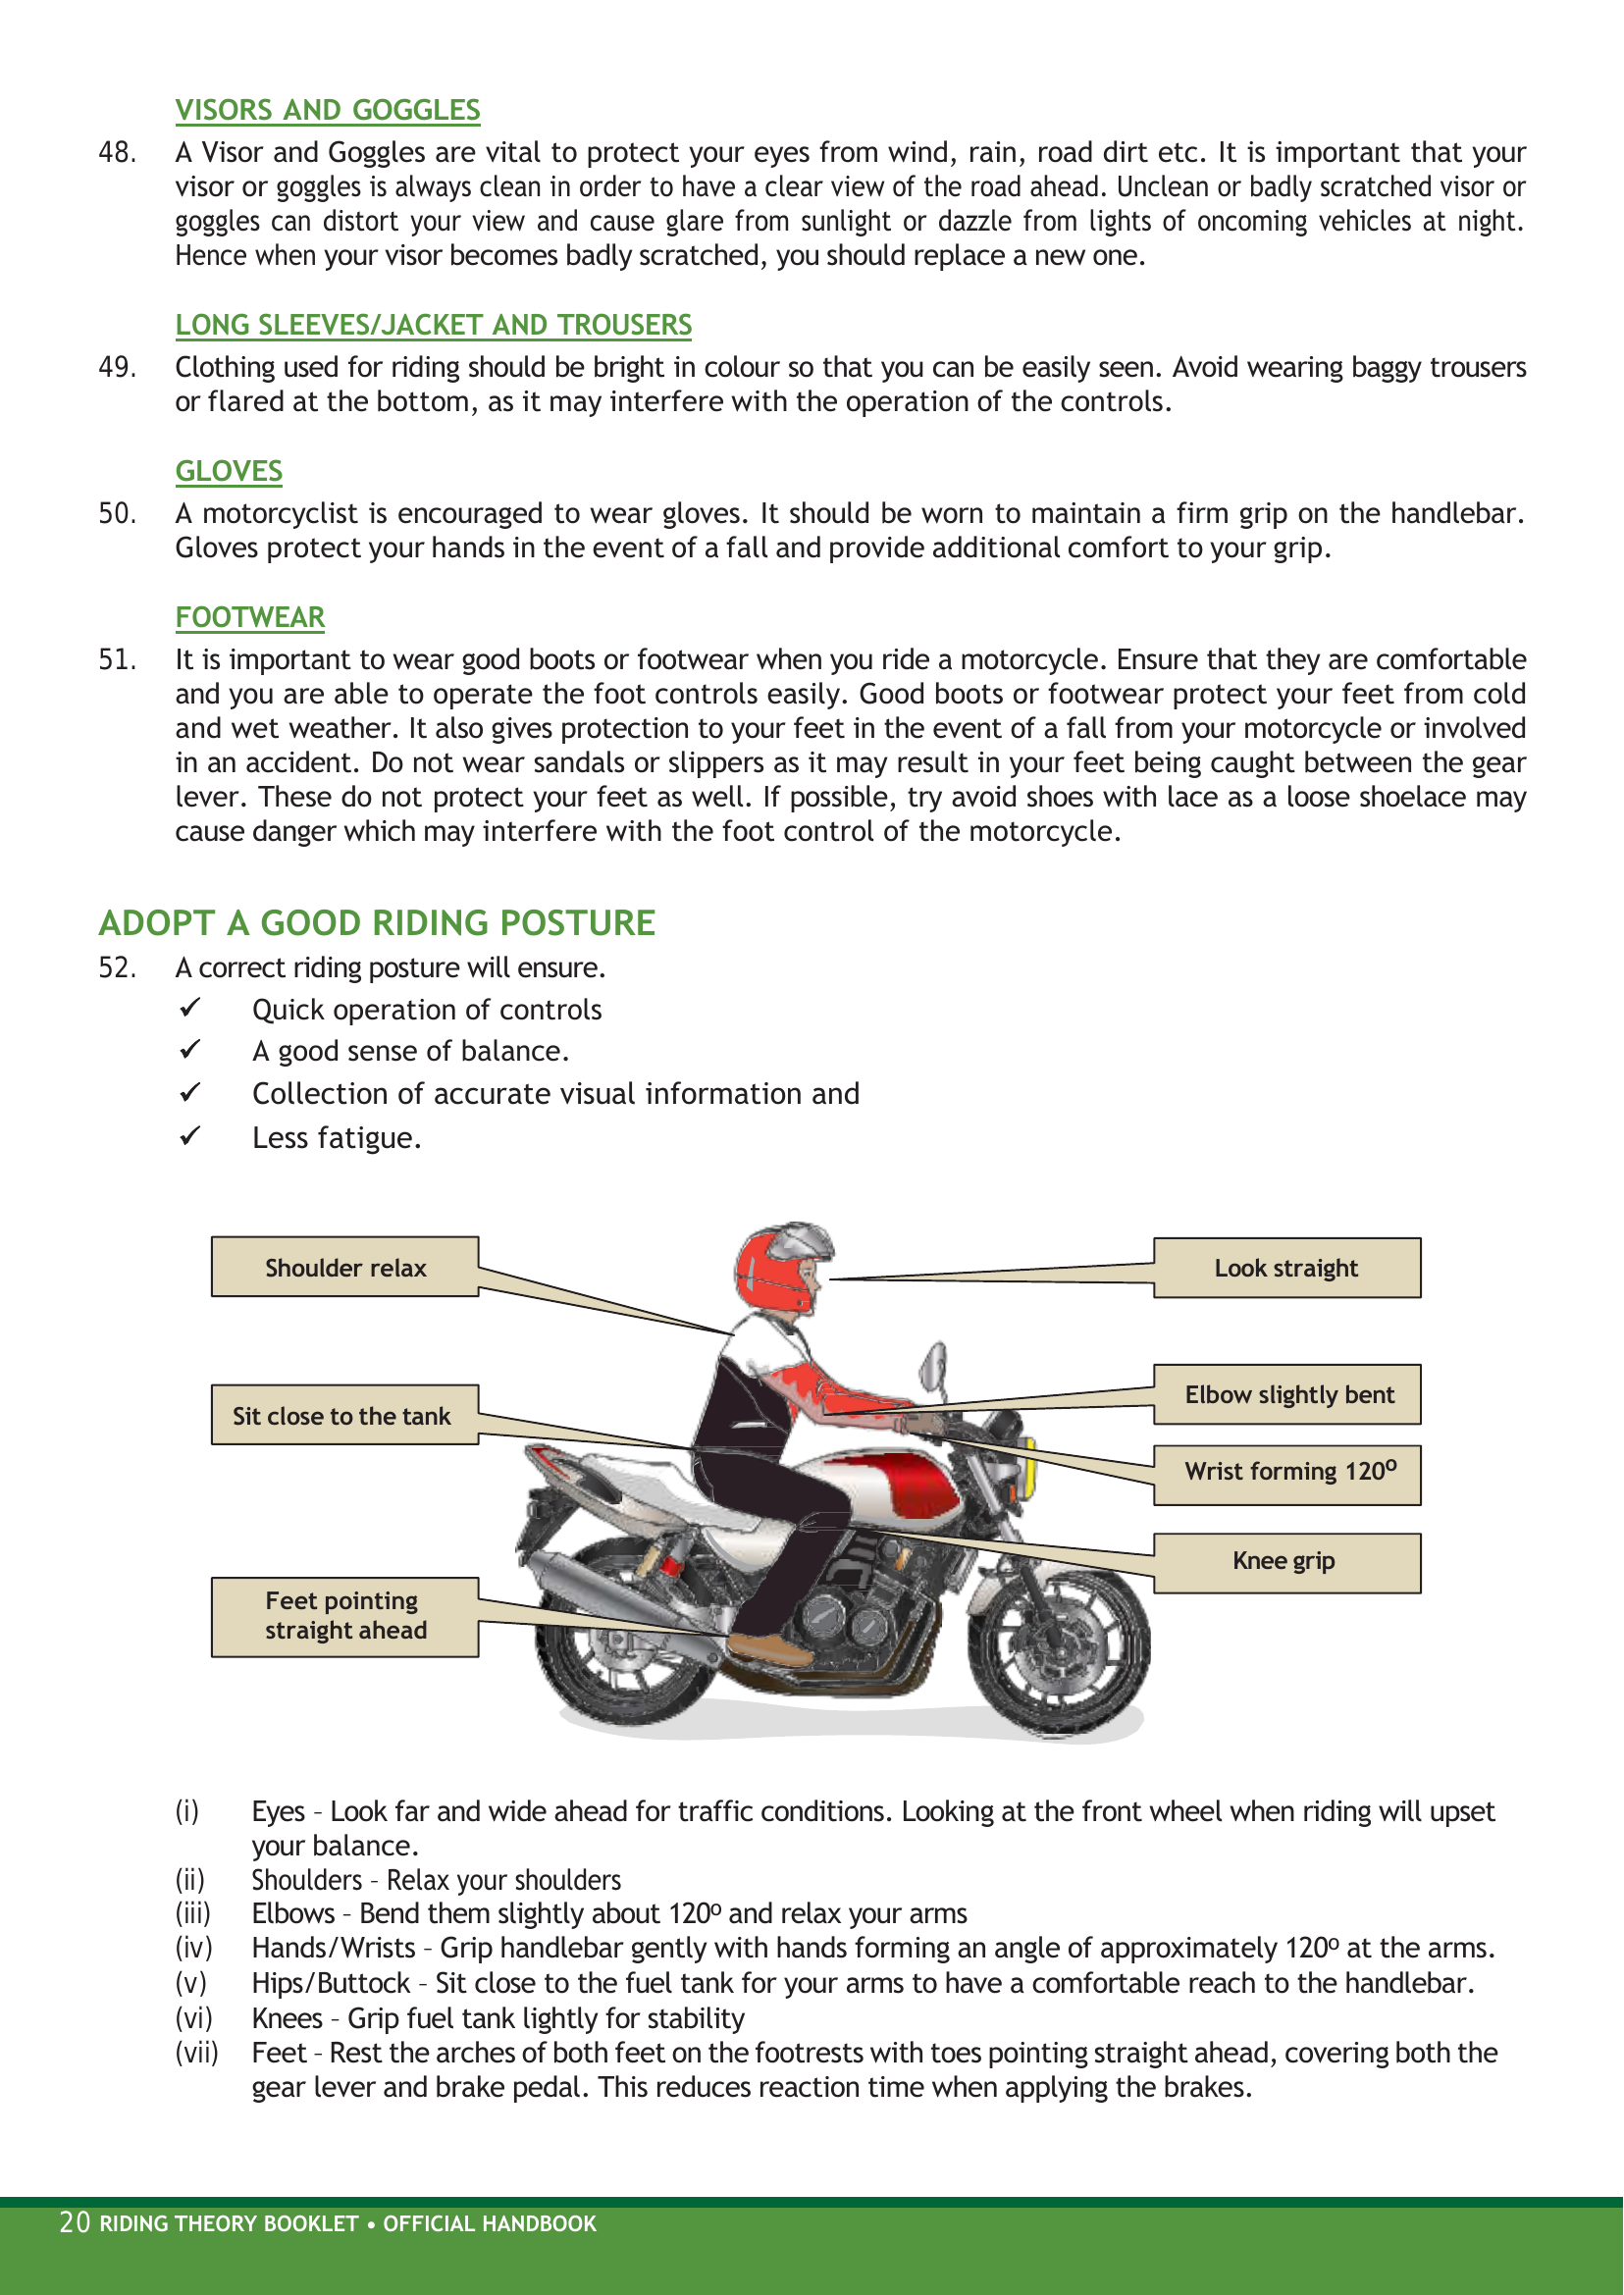 VISORS AND GOGGLES
48. A Visor and Goggles are vital to protect your eyes from wind, rain, road dirt etc. It is important that your
visor or goggles is always clean in order to have a clear view of the road ahead. Unclean or badly scratched visor or
goggles can distort your view and cause glare from sunlight or dazzle from lights of oncoming vehicles at night.
Hence when your visor becomes badly scratched, you should replace a new one.
LONG SLEEVES/JACKET AND TROUSERS
49. Clothing used for riding should be bright in colour so that you can be easily seen. Avoid wearing baggy trousers
or flared at the bottom, as it may interfere with the operation of the controls.
GLOVES
50. A motorcyclist is encouraged to wear gloves. It should be worn to maintain a firm grip on the handlebar.
Gloves protect your hands in the event of a fall and provide additional comfort to your grip.
FOOTWEAR
51. It is important to wear good boots or footwear when you ride a motorcycle. Ensure that they are comfortable
and you are able to operate the foot controls easily. Good boots or footwear protect your feet from cold
and wet weather. It also gives protection to your feet in the event of a fall from your motorcycle or involved
in an accident. Do not wear sandals or slippers as it may result in your feet being caught between the gear
lever. These do not protect your feet as well. If possible, try avoid shoes with lace as a loose shoelace may
cause danger which may interfere with the foot control of the motorcycle.
ADOPT A GOOD RIDING POSTURE
52. A correct riding posture will ensure.
✓ Quick operation of controls
✓ A good sense of balance.
✓ Collection of accurate visual information and
✓ Less fatigue.
Shoulder relax
Look straight
Sit close to the tank
Elbow slightly bent
Wrist forming 120º
Knee grip
Feet pointing
straight ahead
(i) Eyes – Look far and wide ahead for traffic conditions. Looking at the front wheel when riding will upset
your balance.
(ii) Shoulders – Relax your shoulders
(iii) Elbows – Bend them slightly about 120º and relax your arms
(iv) Hands/Wrists – Grip handlebar gently with hands forming an angle of approximately 120º at the arms.
(v) Hips/Buttock – Sit close to the fuel tank for your arms to have a comfortable reach to the handlebar.
(vi) Knees – Grip fuel tank lightly for stability
(vii) Feet – Rest the arches of both feet on the footrests with toes pointing straight ahead, covering both the
gear lever and brake pedal. This reduces reaction time when applying the brakes.
20 RIDING THEORY BOOKLET • OFFICIAL HANDBOOK